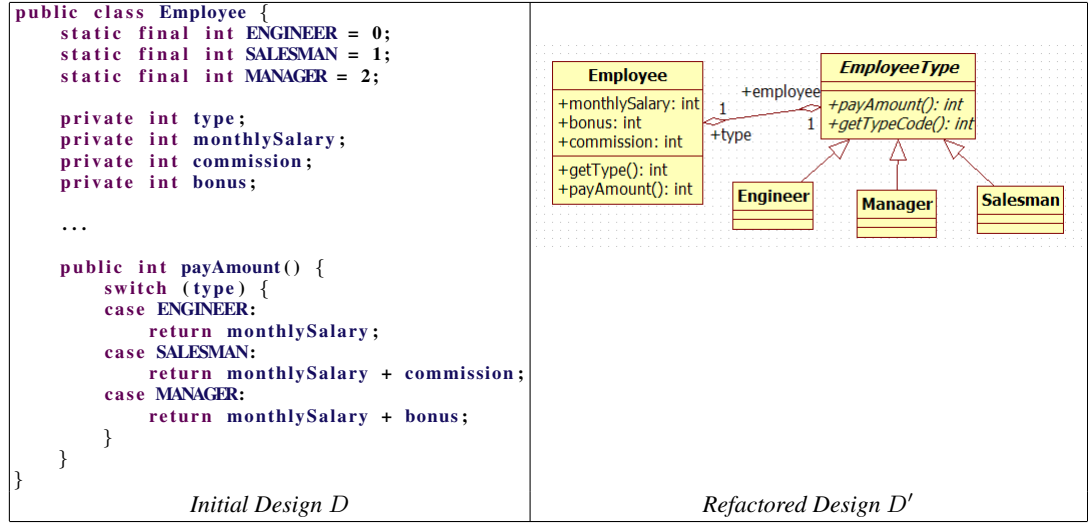 public class Employee {
static final int ENGINEER = 0;
static final int SALESMAN = 1;
static final int MANAGER = 2;
private int type;
private int monthlySalary;
private int commission;
private int bonus;
...
public int payAmount() {
switch (type) {
case ENGINEER:
return monthlySalary;
case SALESMAN:
return monthlySalary + commission;
case MANAGER:
return monthlySalary + bonus;
}
}
}
Initial Design D
Employee
+monthlySalary: int
+bonus: int
+commission: int
+getType(): int
+payAmount(): int
+employee
1
+type
1
EmployeeType
+payAmount(): int
+getTypeCode(): int
Engineer
Manager
Salesman
Refactored Design D′